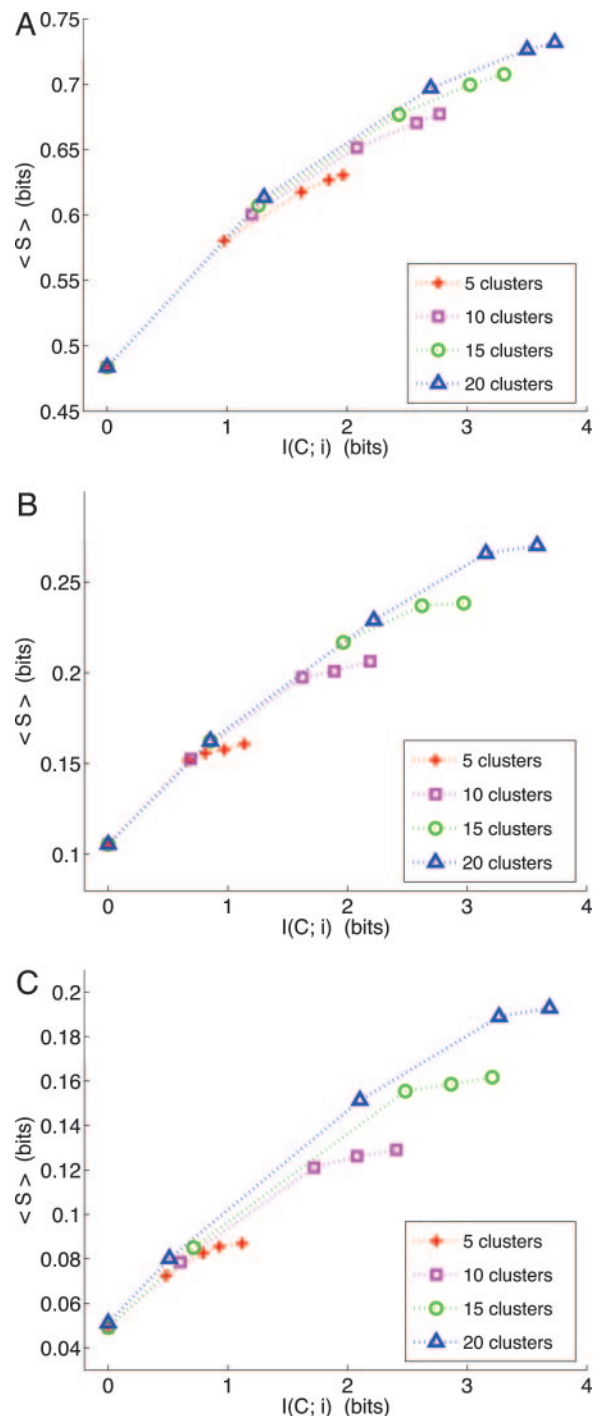 A
0.75
0.7
0.65
0.6
0.55
0.5
0.45
< S > (bits)
5 clusters
10 clusters
15 clusters
20 clusters
0 1 2 3 4
I(C; i) (bits)
B
0.25
0.2
0.15
0.1
< S > (bits)
5 clusters
10 clusters
15 clusters
20 clusters
0 1 2 3 4
I(C; i) (bits)
C
0.2
0.18
0.16
0.14
0.12
0.1
0.08
0.06
0.04
< S > (bits)
5 clusters
10 clusters
15 clusters
20 clusters
0 1 2 3 4
I(C; i) (bits)